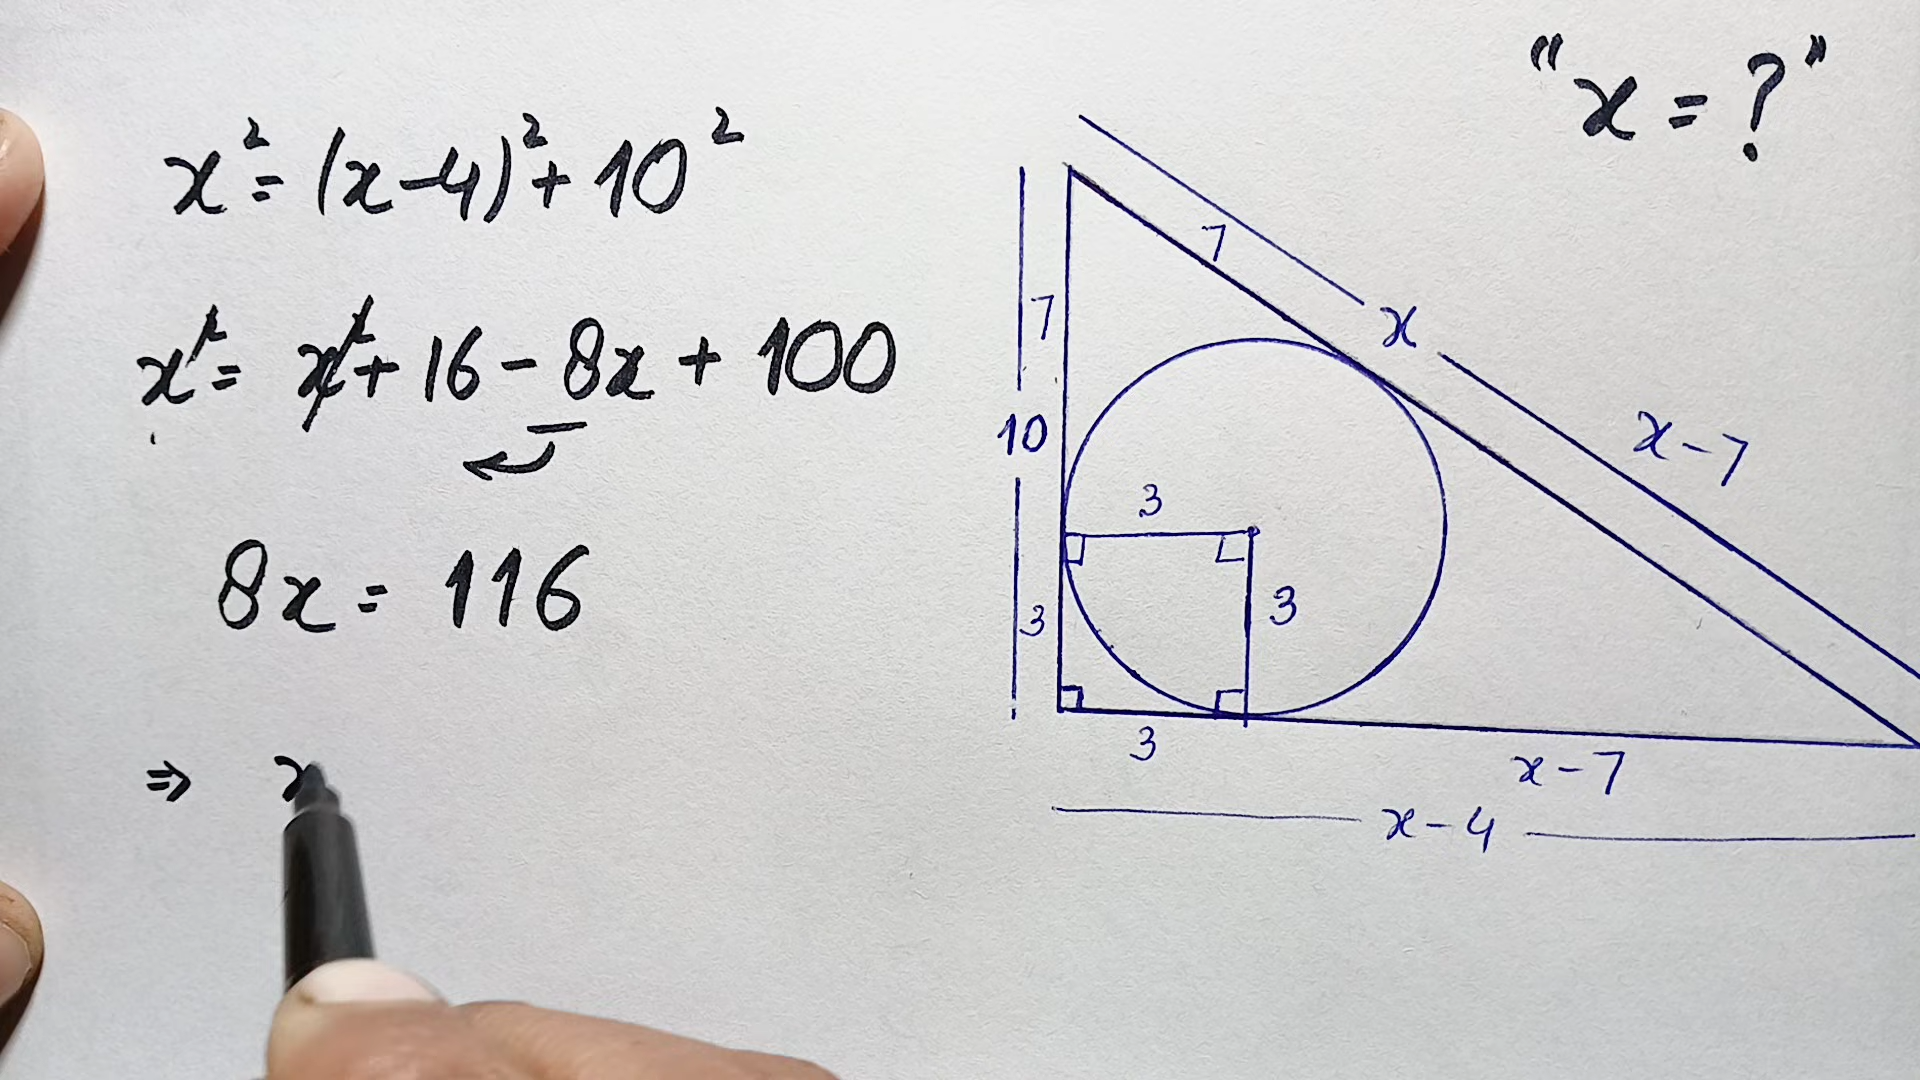 x² = (x-4)² + 10²
x² = x² + 16 - 8x + 100
8x = 116
⇒ x
"x = ?"
7
7
x
10
x-7
3
3
3
3
x-7
x-4